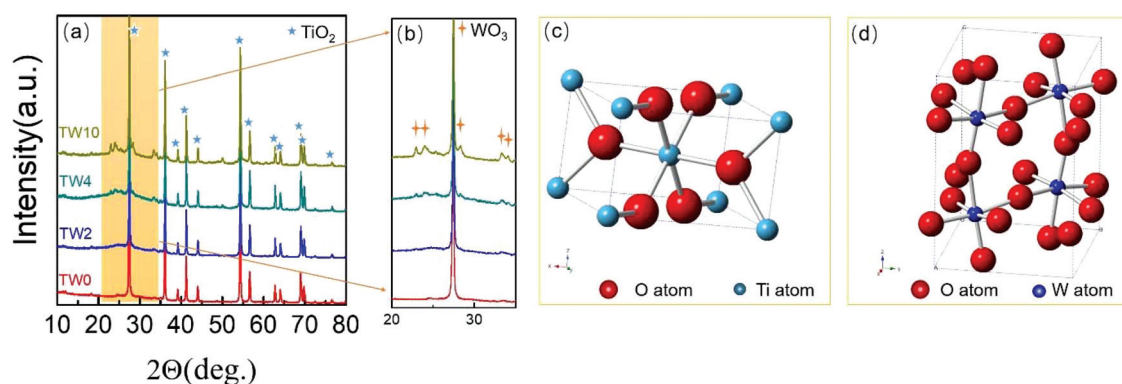 (a)
★ TiO2
TW10
TW4
TW2
TW0
Intensity(a.u.)
10 20 30 40 50 60 70 80
2Θ(deg.)
(b)
WO3
20 30
(c)
O atom
Ti atom
(d)
O atom
W atom